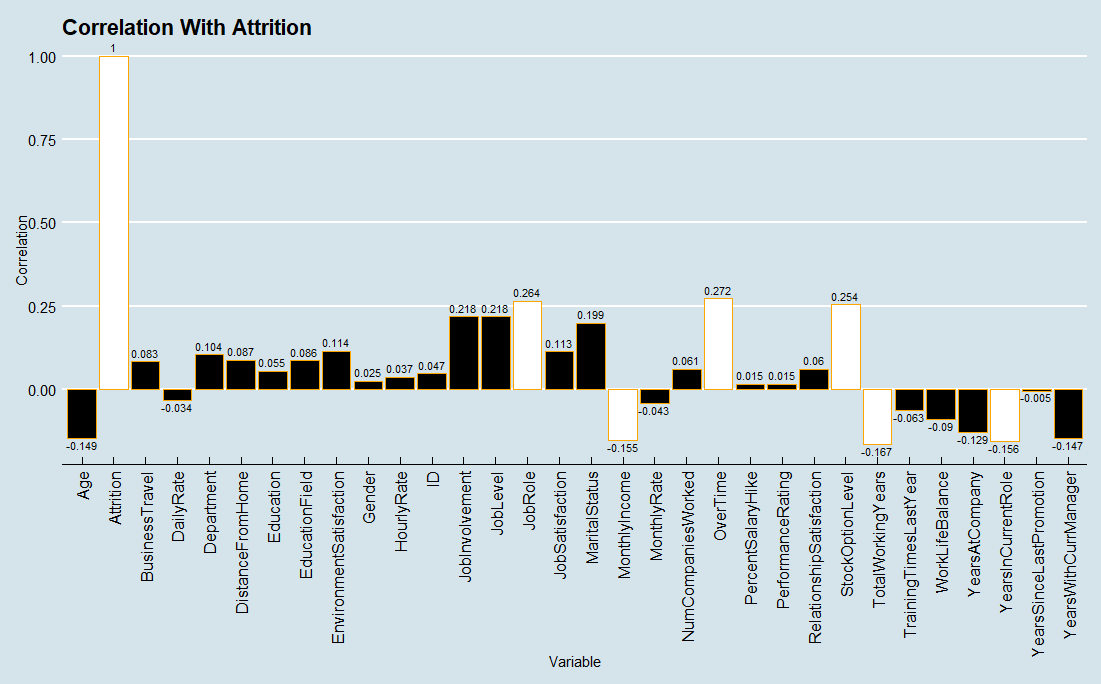 Correlation With Attrition
Correlation
1.00
0.75
0.50
0.25
0.00
-0.149
1
0.083
-0.034
0.104
0.087
0.055
0.086
0.114
0.025
0.037
0.047
0.218
0.218
0.264
0.113
0.199
-0.155
-0.043
0.061
0.272
0.015
0.015
0.06
0.254
-0.167
-0.063
-0.09
-0.129
-0.156
-0.005
-0.147
Age
Attrition
BusinessTravel
DailyRate
Department
DistanceFromHome
Education
EducationField
EnvironmentSatisfaction
Gender
HourlyRate
ID
JobInvolvement
JobLevel
JobRole
JobSatisfaction
MaritalStatus
MonthlyIncome
MonthlyRate
NumCompaniesWorked
OverTime
PercentSalaryHike
PerformanceRating
RelationshipSatisfaction
StockOptionLevel
TotalWorkingYears
TrainingTimesLastYear
WorkLifeBalance
YearsAtCompany
YearsInCurrentRole
YearsSinceLastPromotion
YearsWithCurrManager
Variable